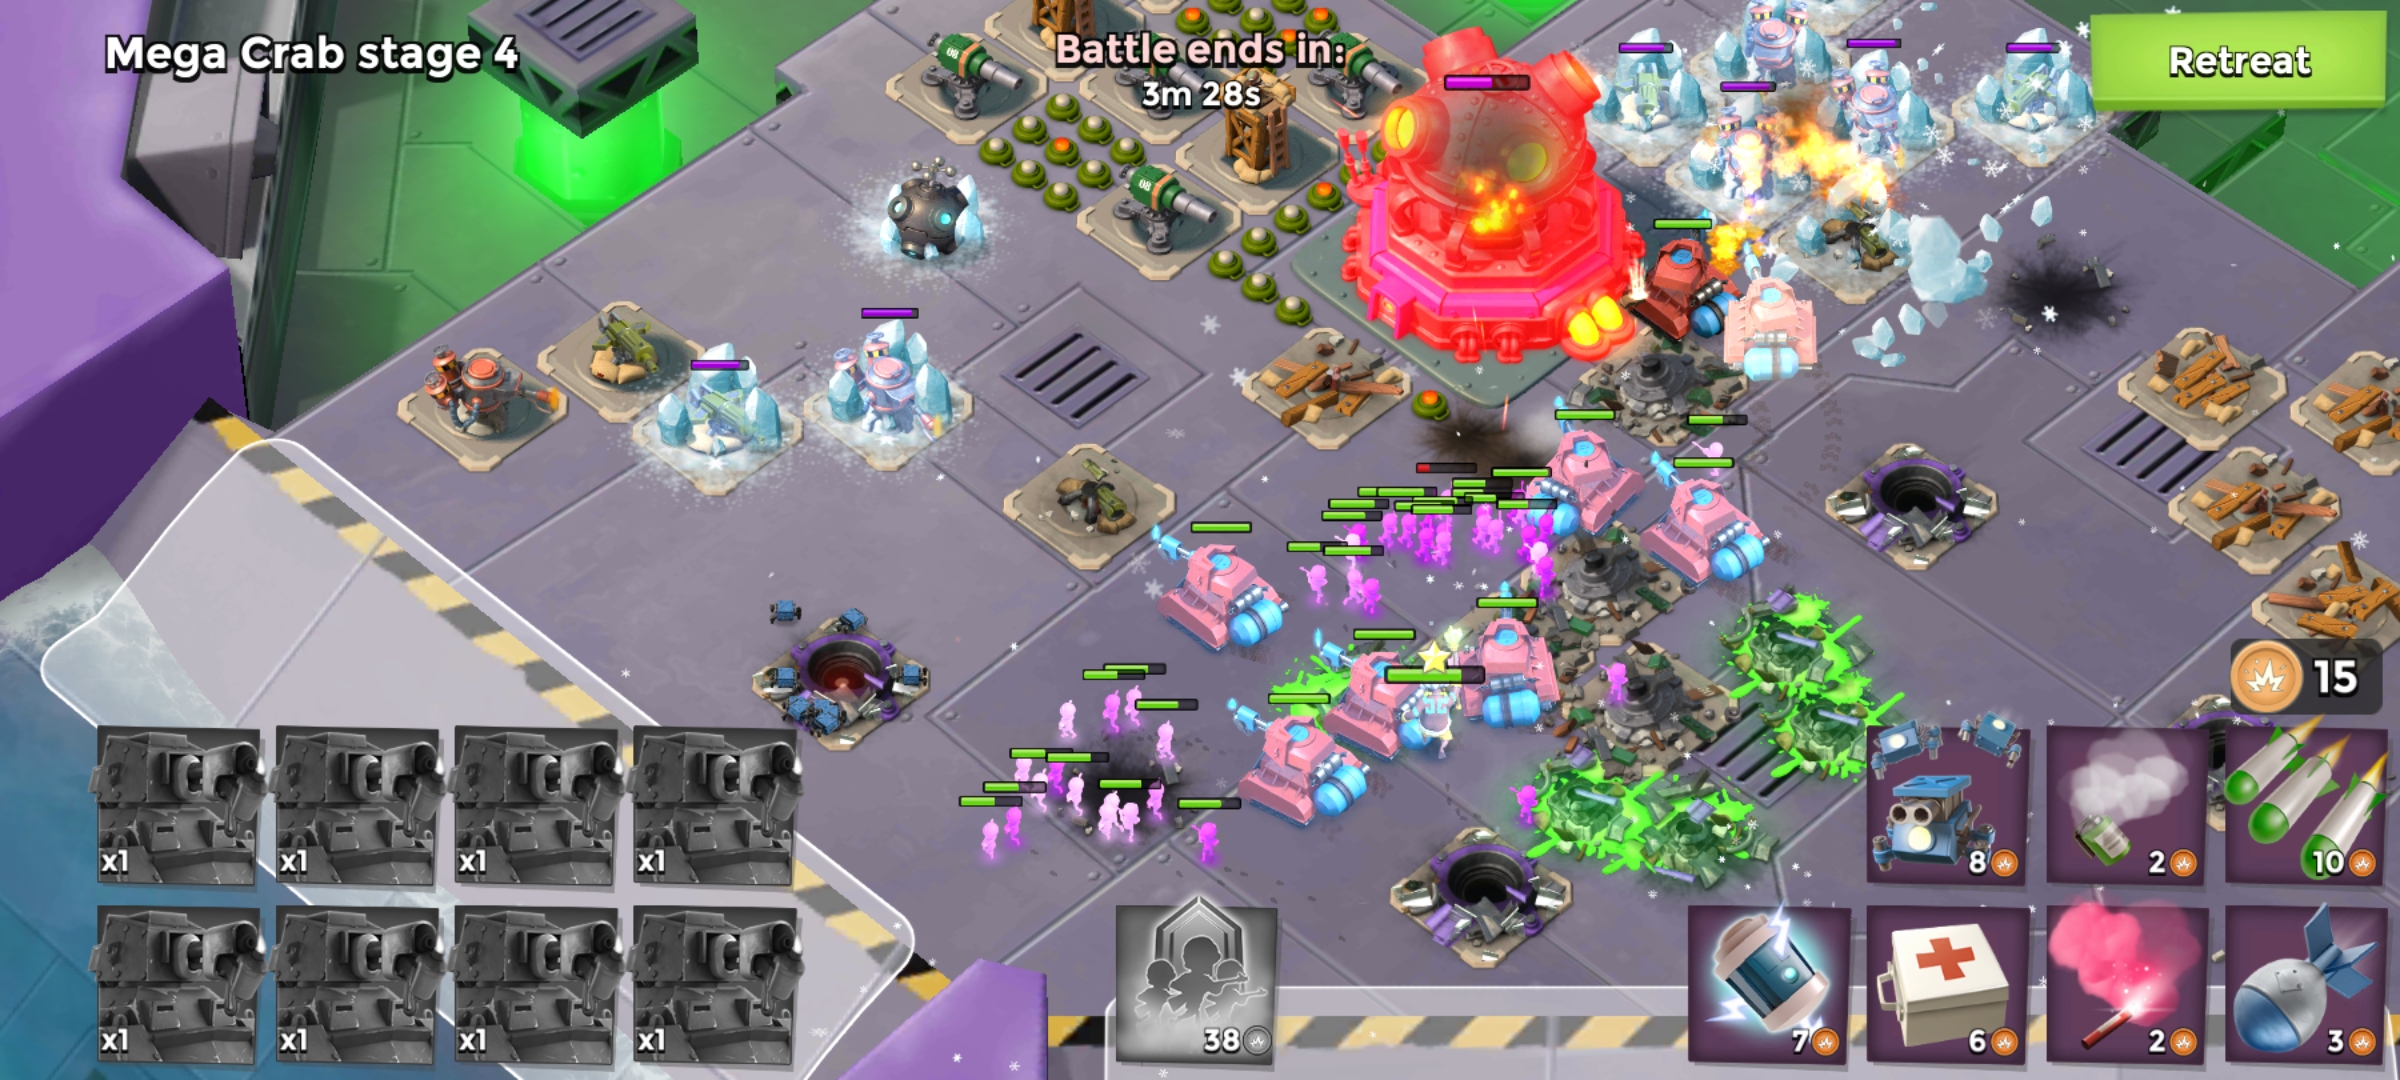 Mega Crab stage 4
Battle ends in:
3m 28s
Retreat
15
x1
x1
x1
x1
8
2
10
x1
x1
x1
x1
38
7
6
2
3